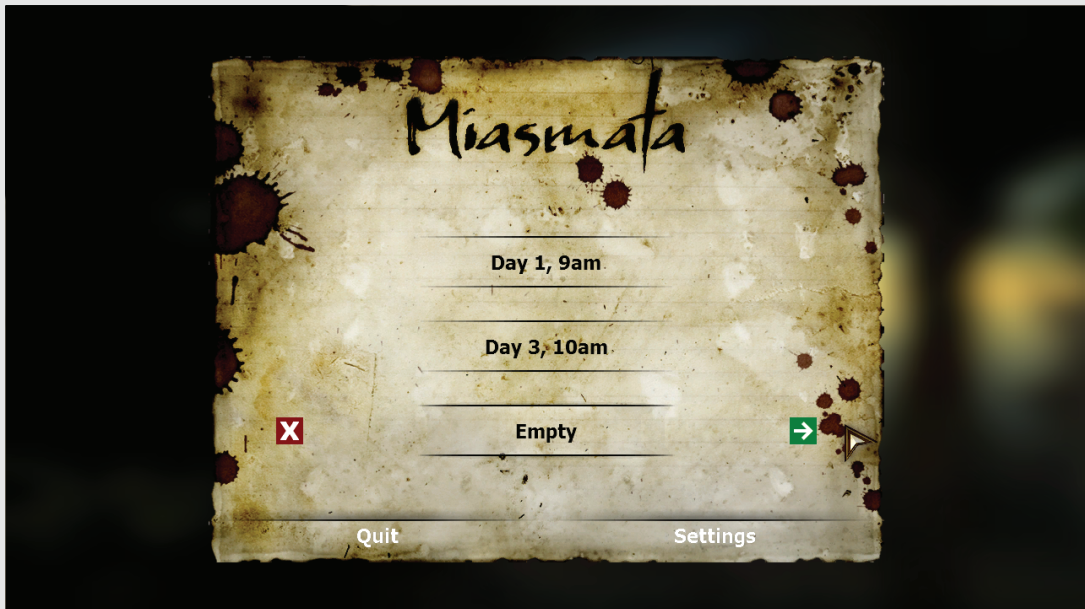 Miasmata
Day 1, 9am
Day 3, 10am
X Empty →
Quit Settings